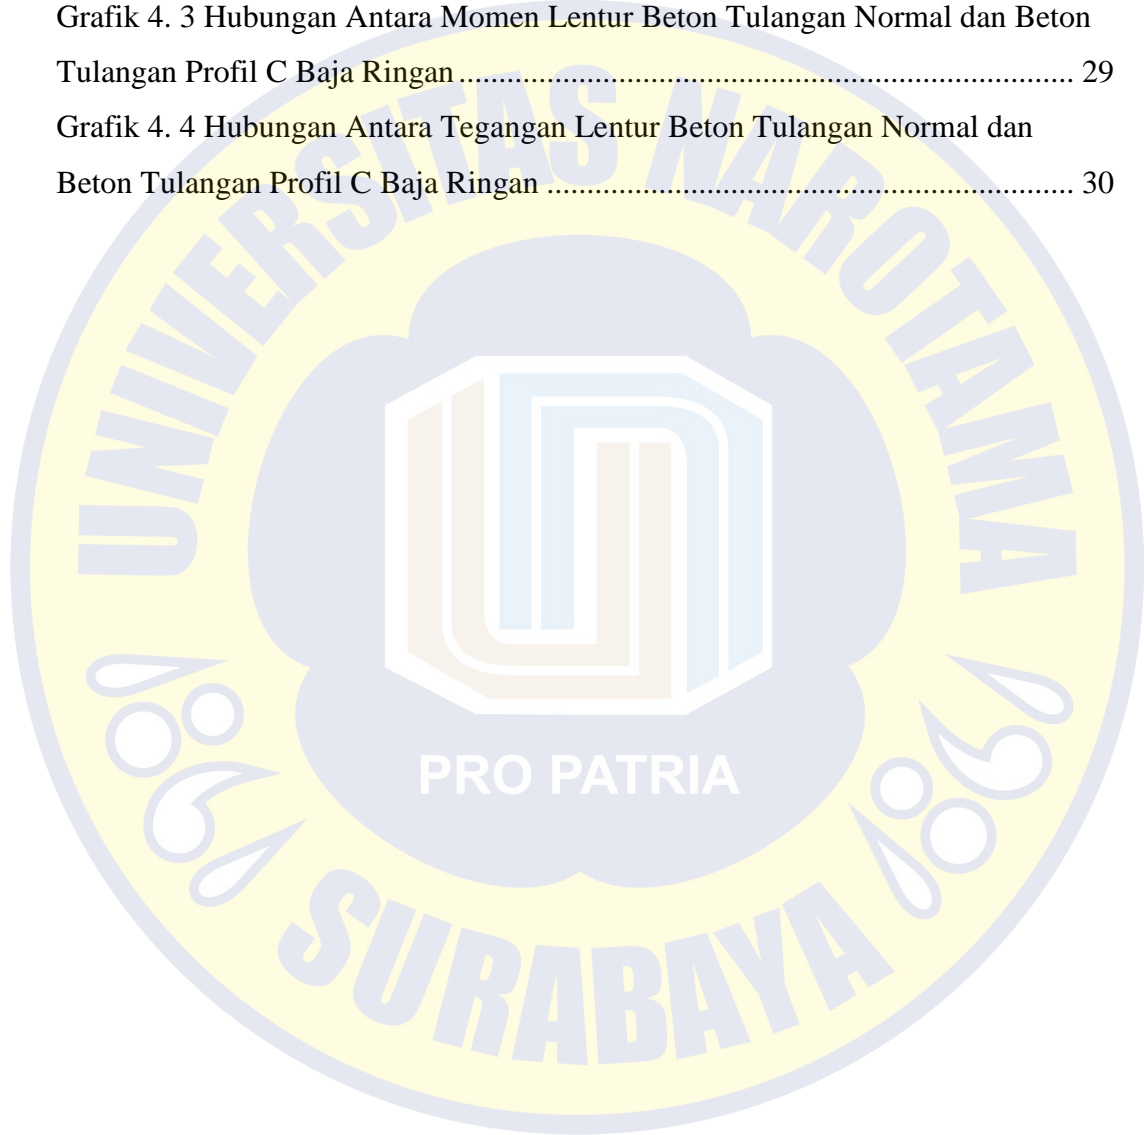 Grafik 4. 3 Hubungan Antara Momen Lentur Beton Tulangan Normal dan Beton
Tulangan Profil C Baja Ringan ............................................................................ 29
Grafik 4. 4 Hubungan Antara Tegangan Lentur Beton Tulangan Normal dan
Beton Tulangan Profil C Baja Ringan ................................................................. 30
UNIVERSITAS NAROTAMA
PRO PATRIA
SURABAYA